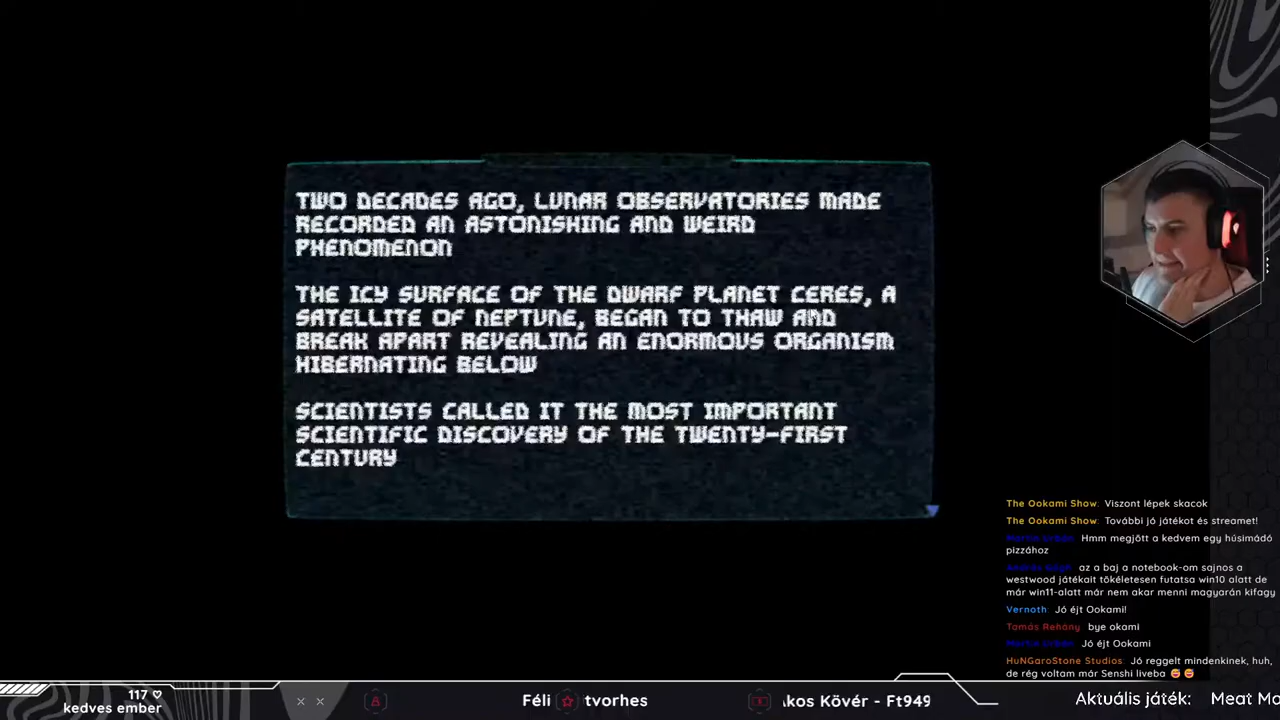 TWO DECADES AGO, LUNAR OBSERVATORIES MADE
RECORDED AN ASTONISHING AND WEIRD
PHENOMENON
THE ICY SURFACE OF THE DWARF PLANET CERES, A
SATELLITE OF NEPTUNE, BEGAN TO THAW AND
BREAK APART REVEALING AN ENORMOUS ORGANISM
HIBERNATING BELOW
SCIENTISTS CALLED IT THE MOST IMPORTANT
SCIENTIFIC DISCOVERY OF THE TWENTY-FIRST
CENTURY
The Ookami Show: Viszont lépek skacok
The Ookami Show: További jó játékot és streamet!
Hmm megjött a kedvem egy húsimádó
pizzához
az a baj a notebook-om sajnos a
westwood játékait tőkéletesen futatsa win10 alatt de
már win11-alatt már nem akar menni magyarán kifagy
Vernoth: Jó éjt Ookami!
Tamás Rehány: bye okami
Jó éjt Ookami
HuNGaroStone Studios: Jó reggelt mindenkinek, huh,
de rég voltam már Senshi liveba
117
kedves ember
Féli tvorhes
kos Kövér - Ft949
Aktuális játék: Meat